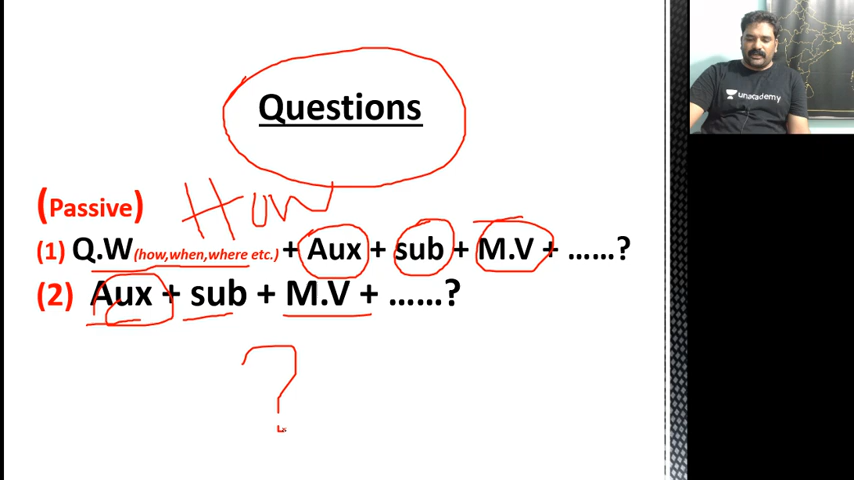 Questions
(Passive) How
(1) Q.W(how,when,where etc.) + Aux + sub + M.V + ......?
(2) Aux + sub + M.V + ......?
?
unacademy